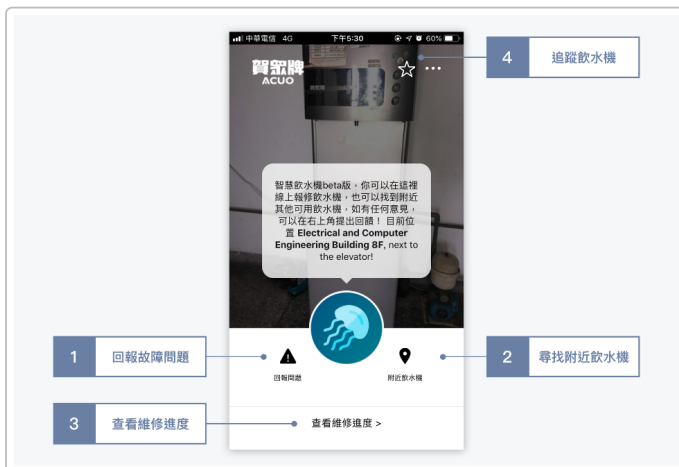 中華電信 4G 下午5:30 60%
賀眾牌
ACUO
4 追蹤飲水機
智慧飲水機beta版，你可以在這裡
線上報修飲水機，也可以找到附近
其他可用飲水機，如有任何意見，
可以在右上角提出回饋！ 目前位
置 Electrical and Computer
Engineering Building 8F, next to
the elevator!
1 回報故障問題
回報問題
附近飲水機
2 尋找附近飲水機
3 查看維修進度
查看維修進度 >